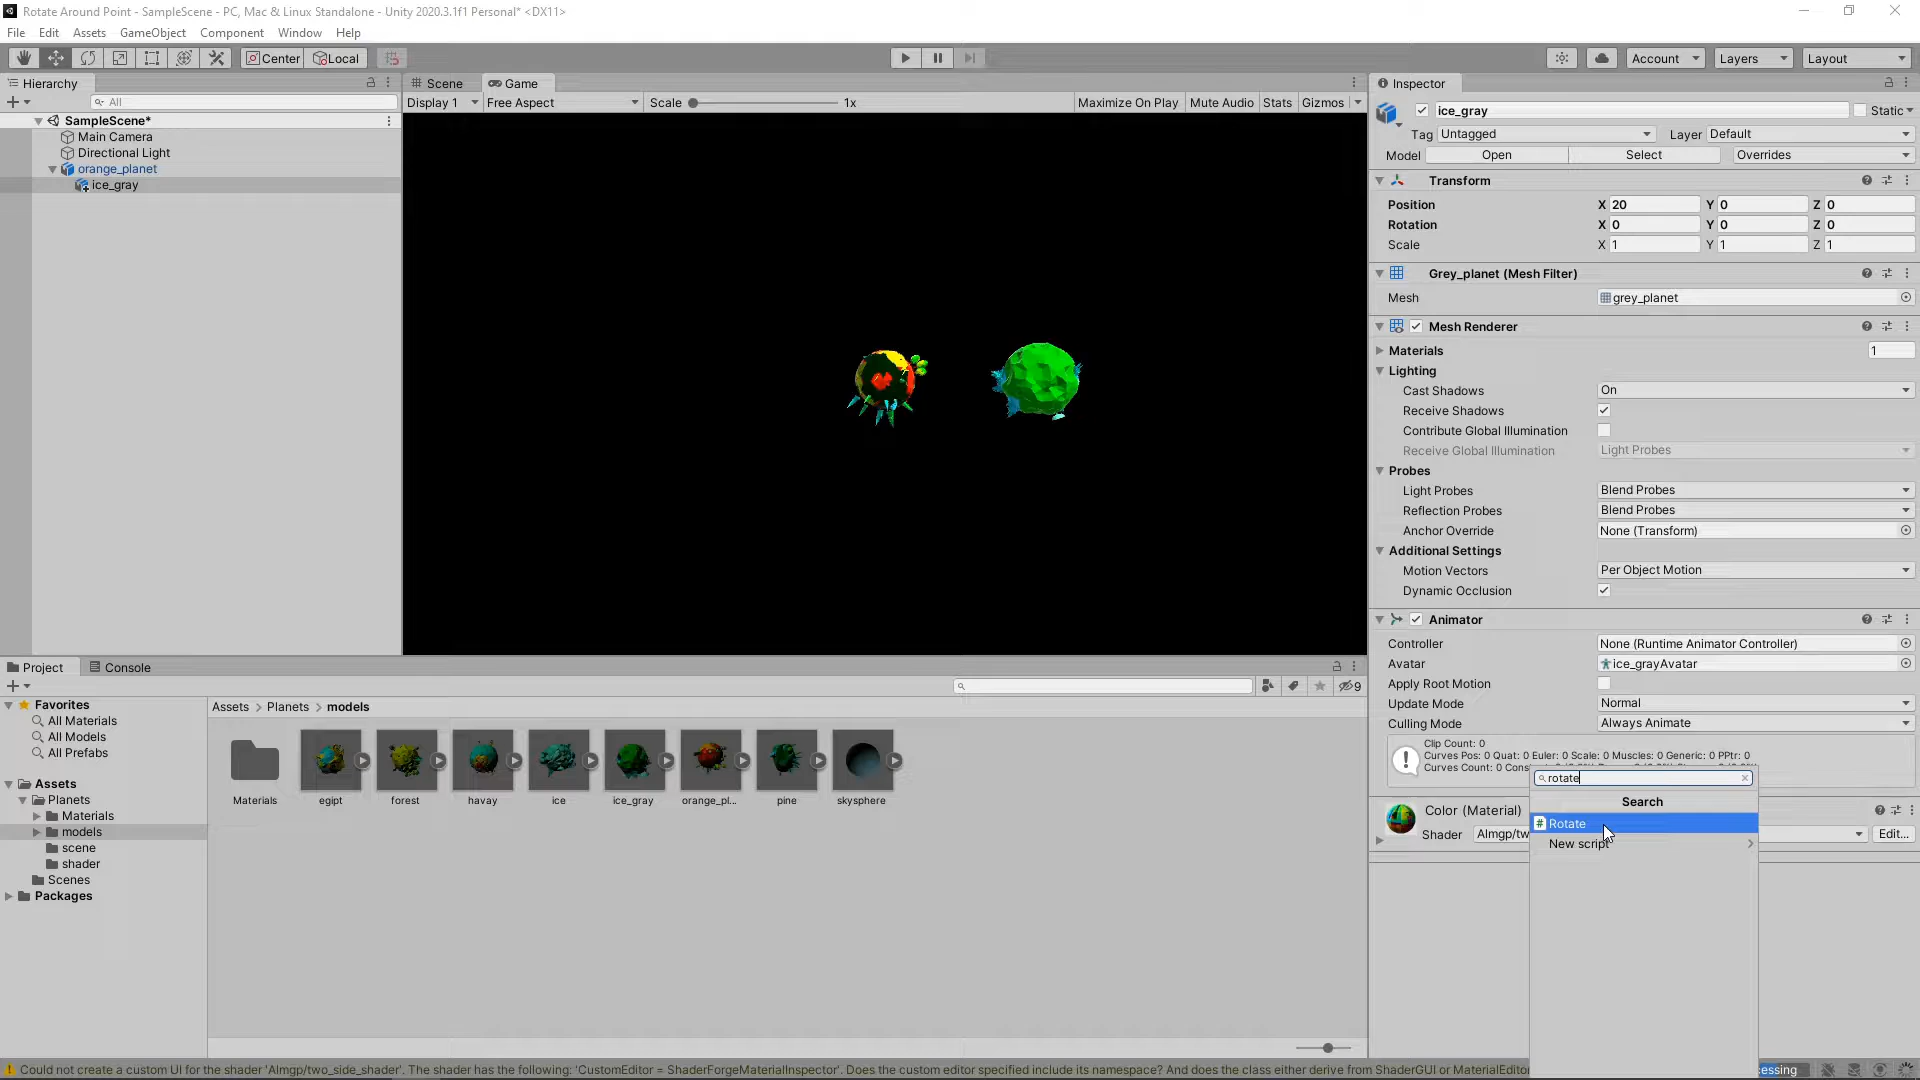 Rotate Around Point - SampleScene - PC, Mac & Linux Standalone - Unity 2020.3.1f1 Personal* <DX11>
File Edit Assets GameObject Component Window Help
Center Local Account Layers Layout
Hierarchy
All
SampleScene*
Main Camera
Directional Light
orange_planet
ice_gray
Scene Game
Display 1 Free Aspect Scale 1x Maximize On Play Mute Audio Stats Gizmos
Inspector
ice_gray Static
Tag Untagged Layer Default
Model Open Select Overrides
Transform
Position X 20 Y 0 Z 0
Rotation X 0 Y 0 Z 0
Scale X 1 Y 1 Z 1
Grey_planet (Mesh Filter)
Mesh grey_planet
Mesh Renderer
Materials 1
Lighting
Cast Shadows On
Receive Shadows
Contribute Global Illumination
Receive Global Illumination Light Probes
Probes
Light Probes Blend Probes
Reflection Probes Blend Probes
Anchor Override None (Transform)
Additional Settings
Motion Vectors Per Object Motion
Dynamic Occlusion
Animator
Controller None (Runtime Animator Controller)
Avatar ice_grayAvatar
Apply Root Motion
Update Mode Normal
Culling Mode Always Animate
Clip Count: 0
Curves Pos: 0 Quat: 0 Euler: 0 Scale: 0 Muscles: 0 Generic: 0 PPtr: 0
Curves Count: 0
rotate
Search
Rotate
New script
Color (Material)
Shader Almgp/tw Edit...
Project Console
9
Favorites
All Materials
All Models
All Prefabs
Assets
Planets
Materials
models
scene
shader
Scenes
Packages
Assets > Planets > models
Materials egipt forest havay ice ice_gray orange_pl... pine skysphere
Could not create a custom UI for the shader 'Almgp/two_side_shader'. The shader has the following: 'CustomEditor = ShaderForgeMaterialInspector'. Does the custom editor specified include its namespace? And does the class either derive from ShaderGUI or MaterialEditor
essing